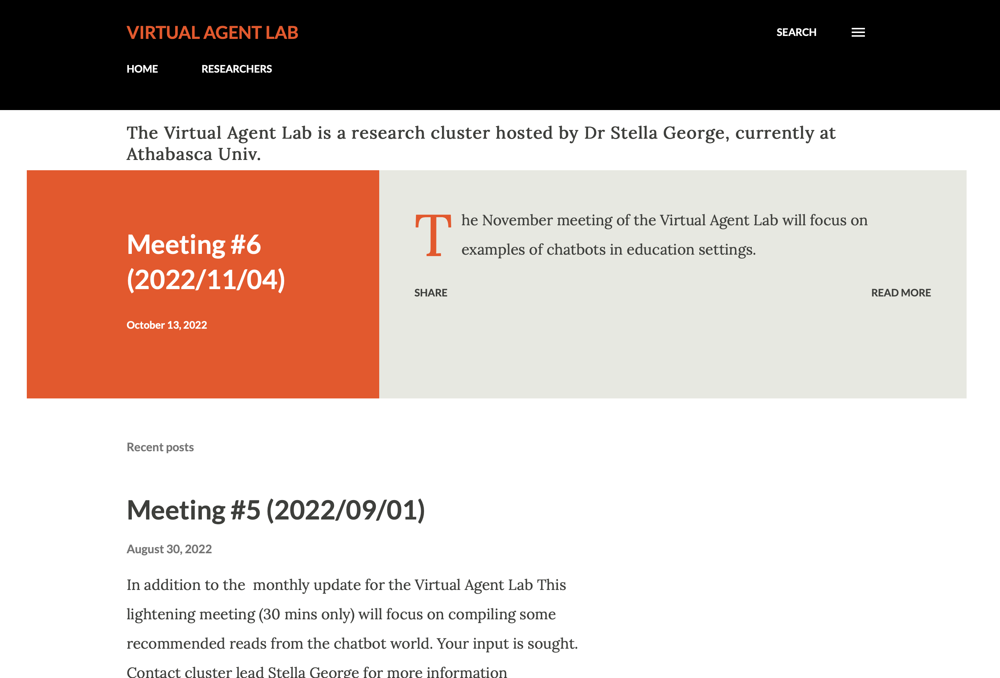 VIRTUAL AGENT LAB
SEARCH
HOME RESEARCHERS
The Virtual Agent Lab is a research cluster hosted by Dr Stella George, currently at
Athabasca Univ.
Meeting #6
(2022/11/04)
October 13, 2022
The November meeting of the Virtual Agent Lab will focus on
examples of chatbots in education settings.
SHARE
READ MORE
Recent posts
Meeting #5 (2022/09/01)
August 30, 2022
In addition to the  monthly update for the Virtual Agent Lab This
lightening meeting (30 mins only) will focus on compiling some
recommended reads from the chatbot world. Your input is sought.
Contact cluster lead Stella George for more information